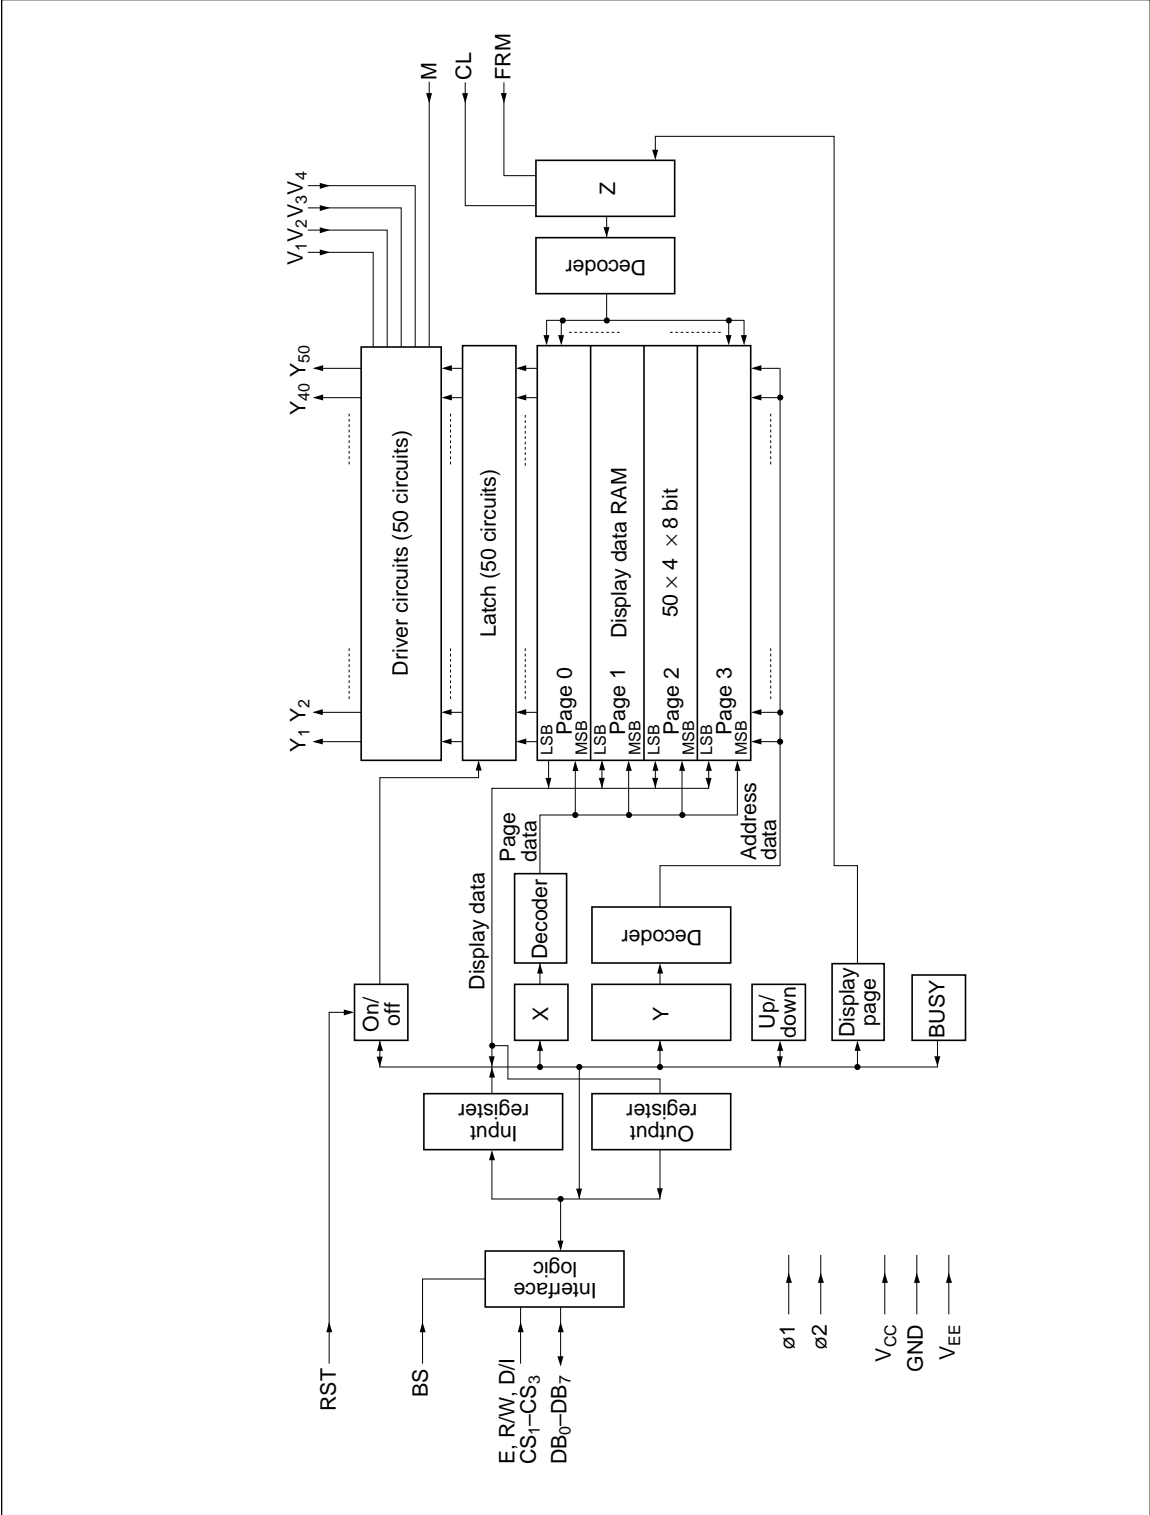 M
CL
FRM
V1 V2 V3 V4
Z
Decoder
Y1 Y2
Y40 Y50
Driver circuits (50 circuits)
Latch (50 circuits)
LSB
Page 0
MSB
LSB
Page 1
MSB
Display data RAM
LSB
Page 2
MSB
50 × 4 × 8 bit
LSB
Page 3
MSB
Page
data
Address
data
Display data
Decoder
Decoder
On/
off
X
Y
Up/
down
Display
page
BUSY
Input
register
Output
register
Interface
logic
RST
BS
E, R/W, D/I
CS1–CS3
DB0–DB7
ø1
ø2
VCC
GND
VEE